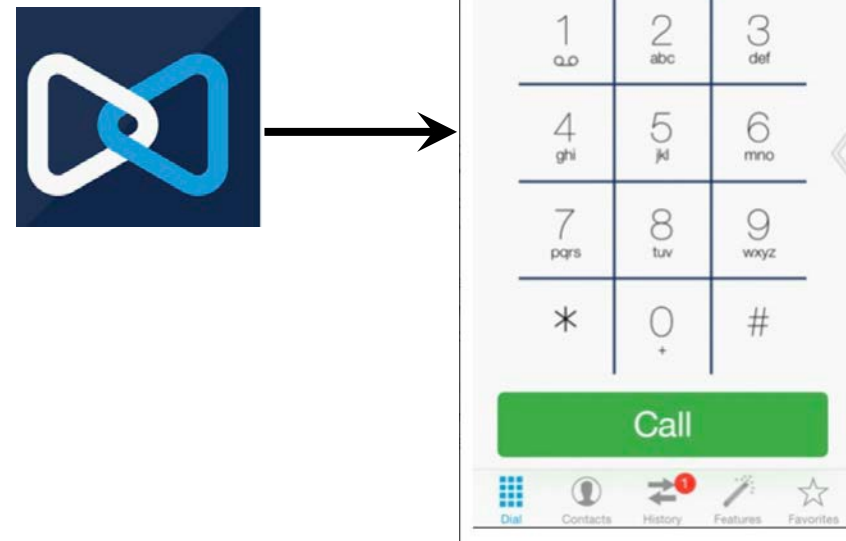 1 2 3
abc def
4 5 6
ghi jkl mno
7 8 9
pqrs tuv wxyz
* 0 #
+
Call
1
Dial Contacts History Features Favorites